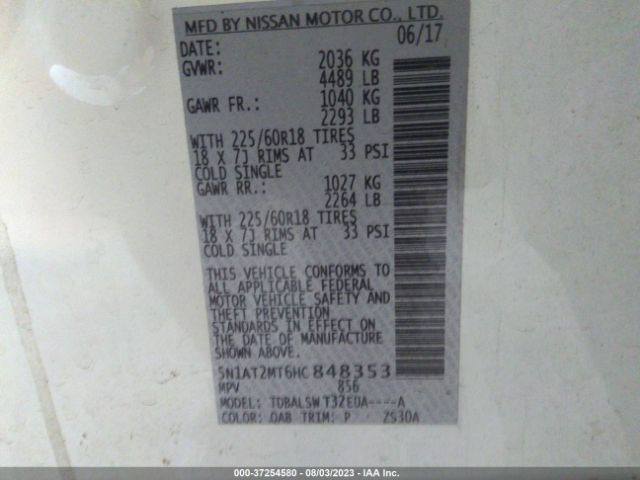 MFD BY NISSAN MOTOR CO., LTD.
DATE: 06/17
GVWR: 2036 KG
4489 LB
GAWR FR.: 1040 KG
2293 LB
WITH 225/60R18 TIRES
18 X 7J RIMS AT 33 PSI
COLD SINGLE
GAWR RR.: 1027 KG
2264 LB
WITH 225/60R18 TIRES
18 X 7J RIMS AT 33 PSI
COLD SINGLE
THIS VEHICLE CONFORMS TO
ALL APPLICABLE FEDERAL
MOTOR VEHICLE SAFETY AND
THEFT PREVENTION
STANDARDS IN EFFECT ON
THE DATE OF MANUFACTURE
SHOWN ABOVE.
5N1AT2MT6HC848353
MPV 856
MODEL: TDBALSW T32EDA----A
COLOR: QAB TRIM: P 2S30A
000-37254580 - 08/03/2023 - IAA Inc.